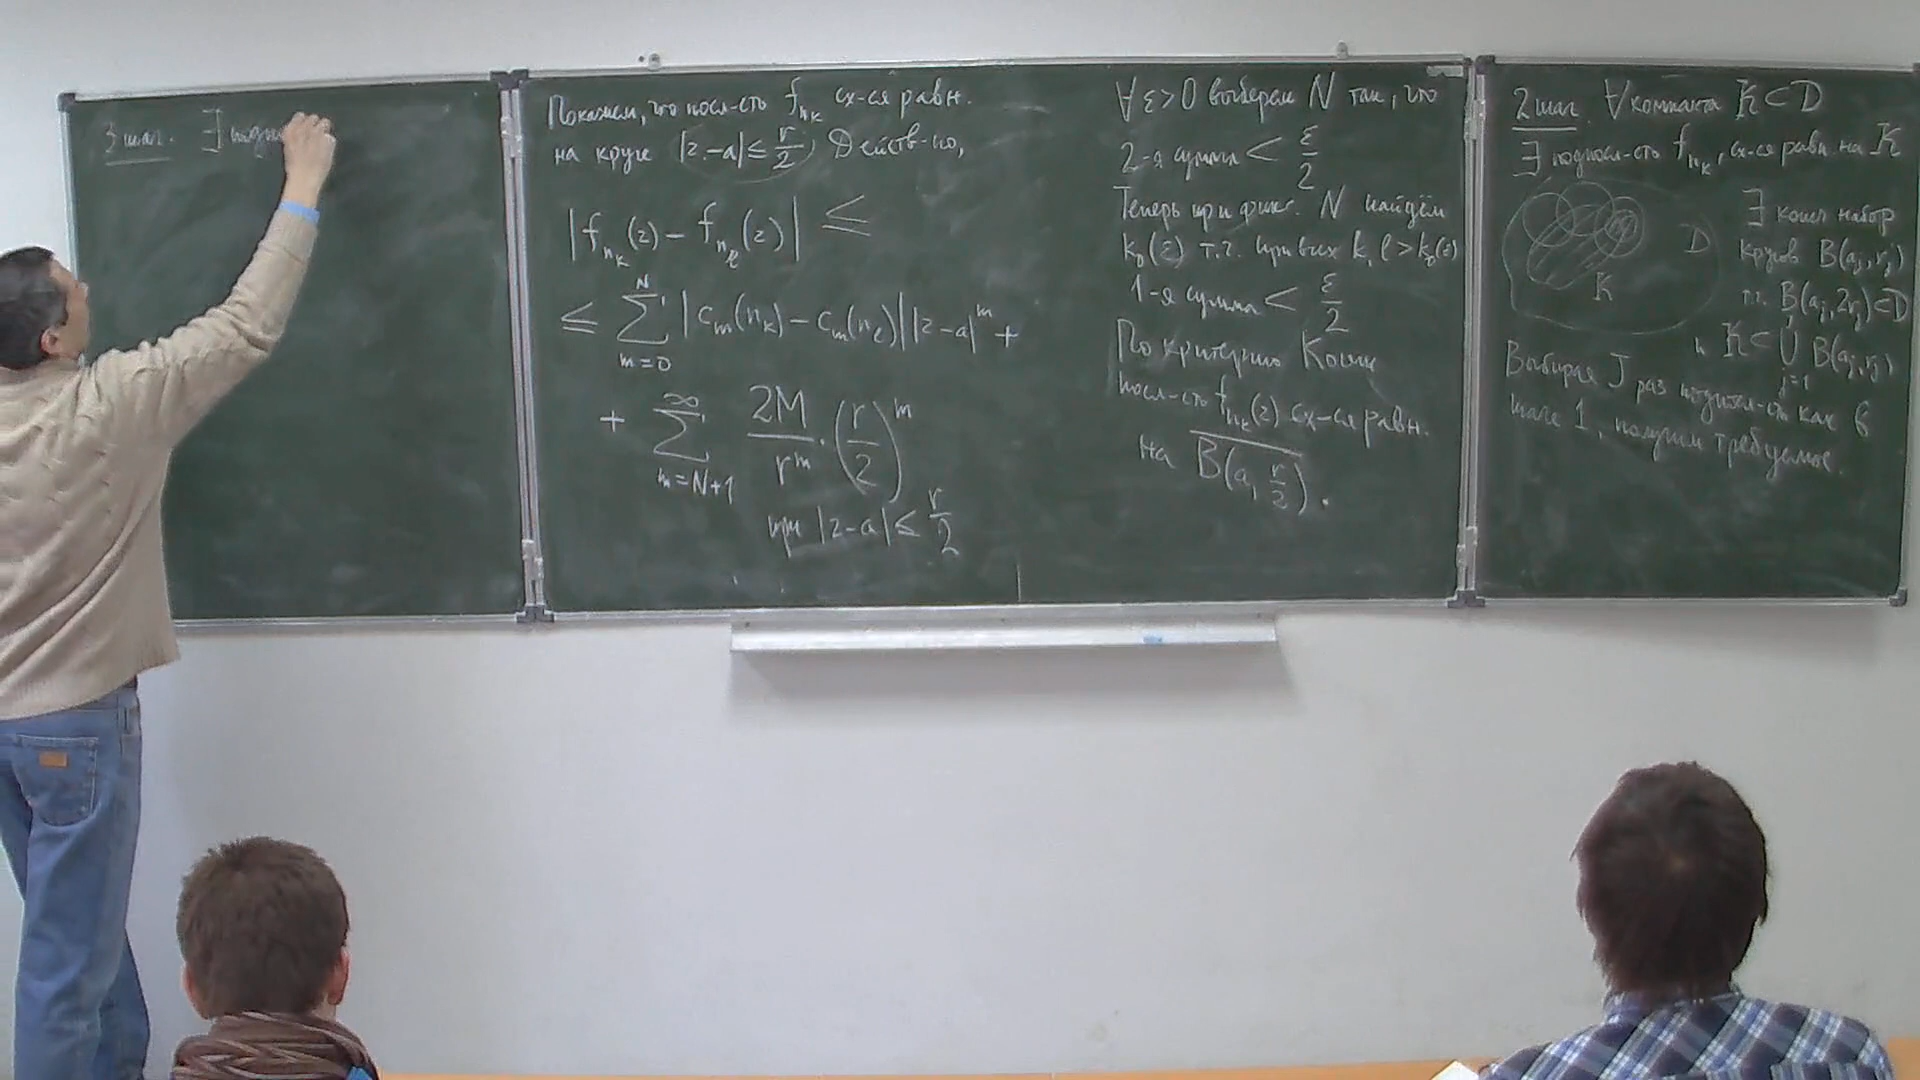 3 шаг. ∃ подпо
Покажем, что посл-сть f_{n_k} сх-ся равн.
на круге |z-a| ≤ r/2. Действ-но,
|f_{n_k}(z) - f_{n_l}(z)| ≤
≤ ∑_{m=0}^{N} |c_m(n_k) - c_m(n_l)| |z-a|^m +
+ ∑_{m=N+1}^{∞} 2M/r^m · (r/2)^m
при |z-a| ≤ r/2
∀ ε>0 выберем N так, что
2-я сумма < ε/2
Теперь при фикс. N найдём
k_0(ε) т.ч. при всех k, l > k_0(ε)
1-я сумма < ε/2
По критерию Коши
посл-сть f_{n_k}(z) сх-ся равн.
на \overline{B(a, r/2)}.
2 шаг. ∀ компакта K ⊂ D
∃ подпосл-сть f_{n_k}, сх-ся равн. на K
D
K
∃ конеч набор
кругов B(a_j, r_j)
т.ч. B(a_j, 2r_j) ⊂ D
и K ⊂ ⋃_{j=1}^{J} B(a_j, r_j)
Выбирая J раз подпосл-сть как в
шаге 1, получим требуемое.